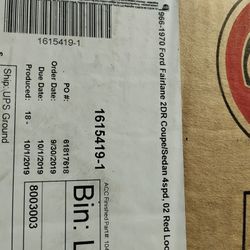 1966-1970 Ford Fairlane 2DR Coupe/Sedan 4spd, 02 Red Loo
1615419-1
ACC Finished Part #: 104
Bin: L
1615419-1
PO #: 61817618
Order Date: 9/30/2019
Due Date: 10/1/2019
Produced: 18 - 10/1/2019
8003003
Ship: UPS Ground